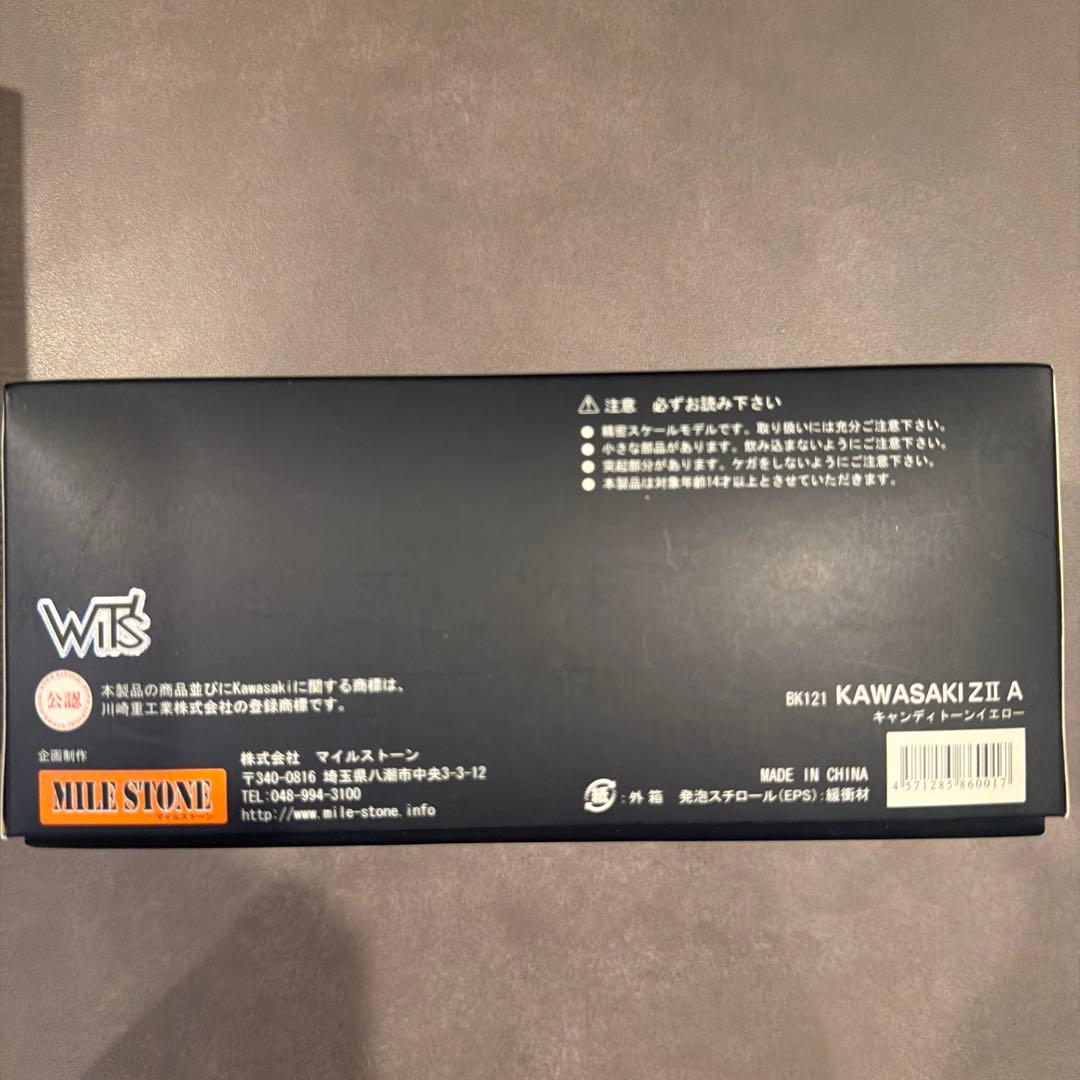 ⚠ 注意 必ずお読み下さい
● 精密スケールモデルです。取り扱いには充分ご注意下さい。
● 小さな部品があります。飲み込まないようにご注意下さい。
● 突起部分があります。ケガをしないようにご注意下さい。
● 本製品は対象年齢14才以上とさせていただきます。
WiT'S
公認
本製品の商品並びにKawasakiに関する商標は、
川崎重工業株式会社の登録商標です。
企画制作
MILE STONE
マイルストーン
株式会社 マイルストーン
〒340-0816 埼玉県八潮市中央3-3-12
TEL:048-994-3100
http://www.mile-stone.info
BK121 KAWASAKI ZⅡ A
キャンディトーンイエロー
MADE IN CHINA
紙:外箱 発泡スチロール(EPS):緩衝材
4 571285 860017